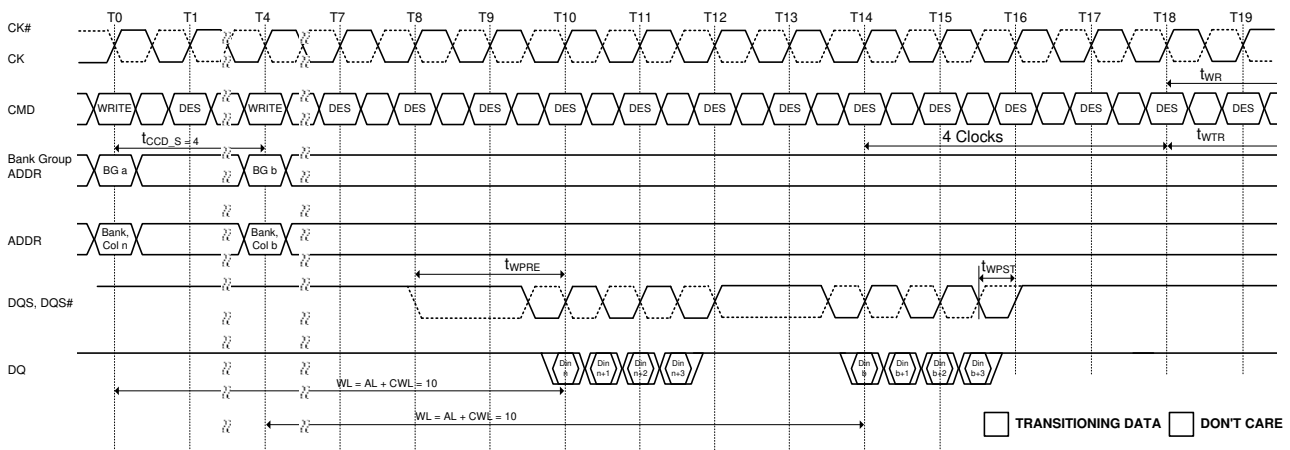 T0 T1 T4 T7 T8 T9 T10 T11 T12 T13 T14 T15 T16 T17 T18 T19
CK#
CK
tWR
CMD WRITE DES WRITE DES DES DES DES DES DES DES DES DES DES DES DES DES
tCCD_S = 4
4 Clocks
tWTR
Bank Group
ADDR
BG a BG b
ADDR
Bank, Col n
Bank, Col b
tWPRE
tWPST
DQS, DQS#
DQ
Din n
Din n+1
Din n+2
Din n+3
Din b
Din b+1
Din b+2
Din b+3
WL = AL + CWL = 10
WL = AL + CWL = 10
TRANSITIONING DATA
DON'T CARE